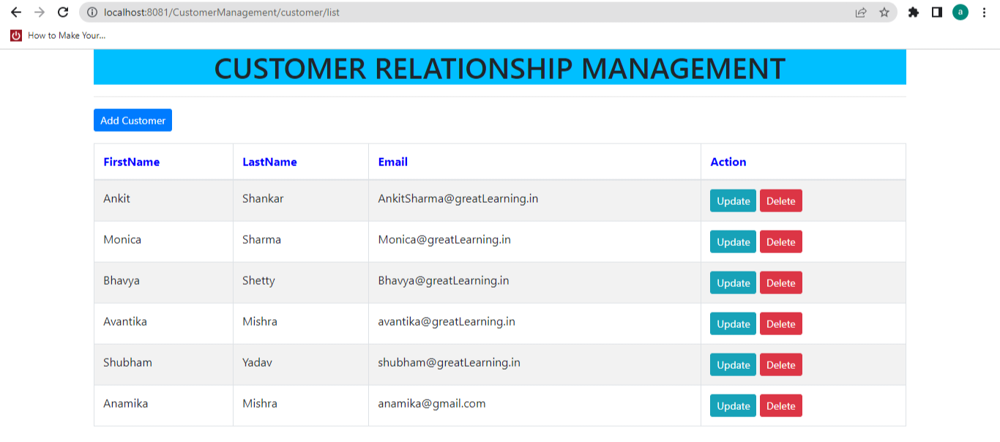 localhost:8081/CustomerManagement/customer/list
a
How to Make Your...
CUSTOMER RELATIONSHIP MANAGEMENT
Add Customer
FirstName LastName Email Action
Ankit Shankar AnkitSharma@greatLearning.in Update Delete
Monica Sharma Monica@greatLearning.in Update Delete
Bhavya Shetty Bhavya@greatLearning.in Update Delete
Avantika Mishra avantika@greatLearning.in Update Delete
Shubham Yadav shubham@greatLearning.in Update Delete
Anamika Mishra anamika@gmail.com Update Delete